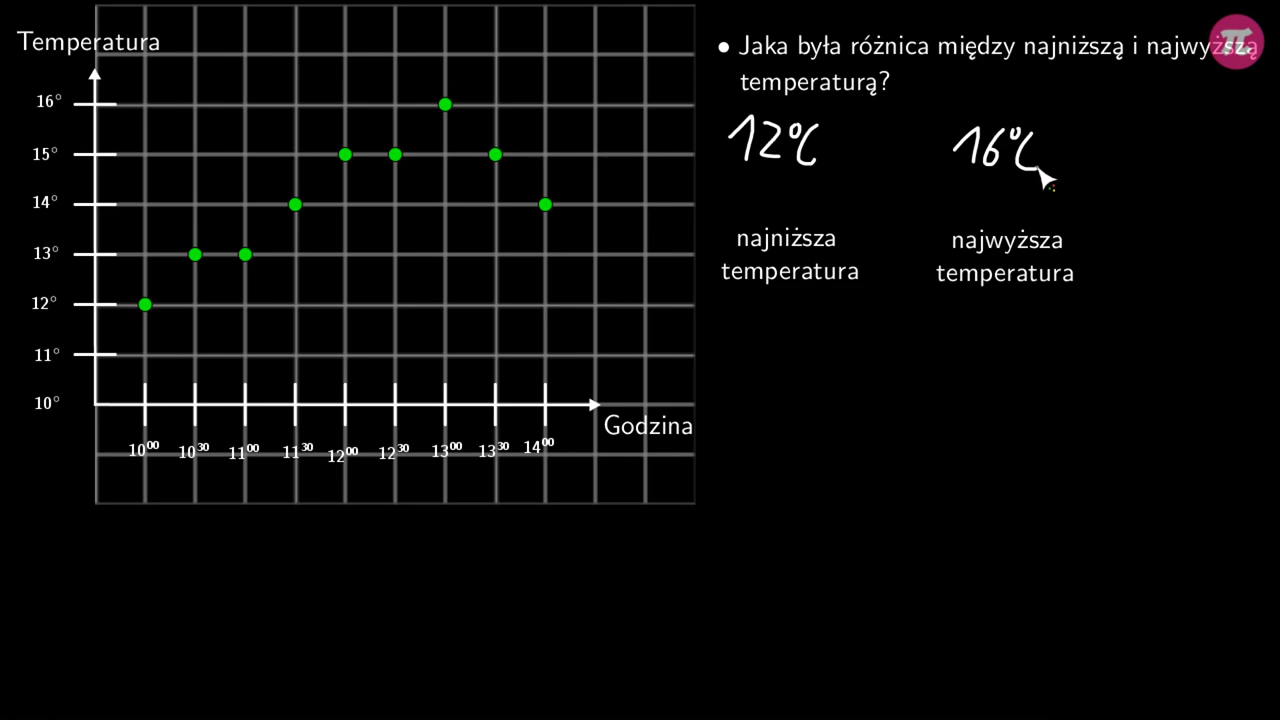 Temperatura
16°
15°
14°
13°
12°
11°
10°
Godzina
10⁰⁰ 10³⁰ 11⁰⁰ 11³⁰ 12⁰⁰ 12³⁰ 13⁰⁰ 13³⁰ 14⁰⁰
• Jaka była różnica między najniższą i najwyższą
temperaturą?
12°C 16°C
najniższa
temperatura
najwyższa
temperatura